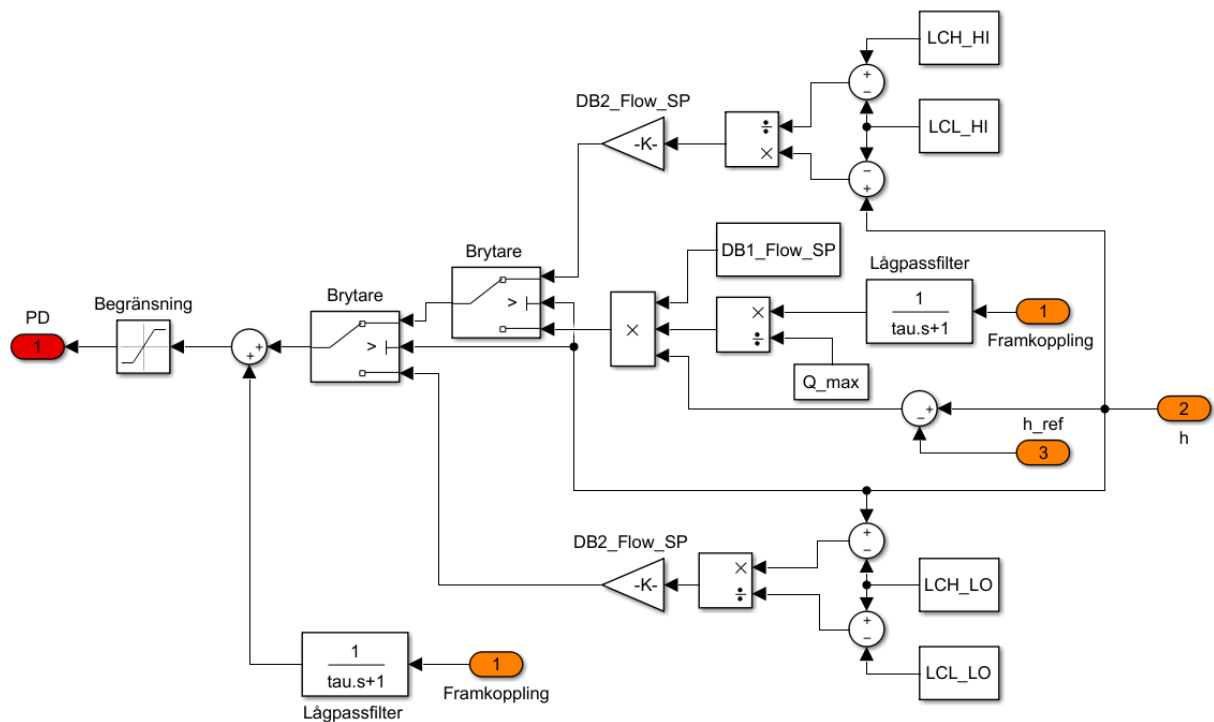 LCH_HI
+
−
DB2_Flow_SP
LCL_HI
÷
-K-
×
−
+
Brytare
DB1_Flow_SP
Lågpassfilter
Brytare
>
×
1
Begränsning
×
tau.s+1
1
PD
÷
Framkoppling
1
+
+
>
Q_max
+
−
2
h_ref
h
3
DB2_Flow_SP
+
−
×
-K-
÷
LCH_LO
+
−
1
tau.s+1
1
LCL_LO
Framkoppling
Lågpassfilter